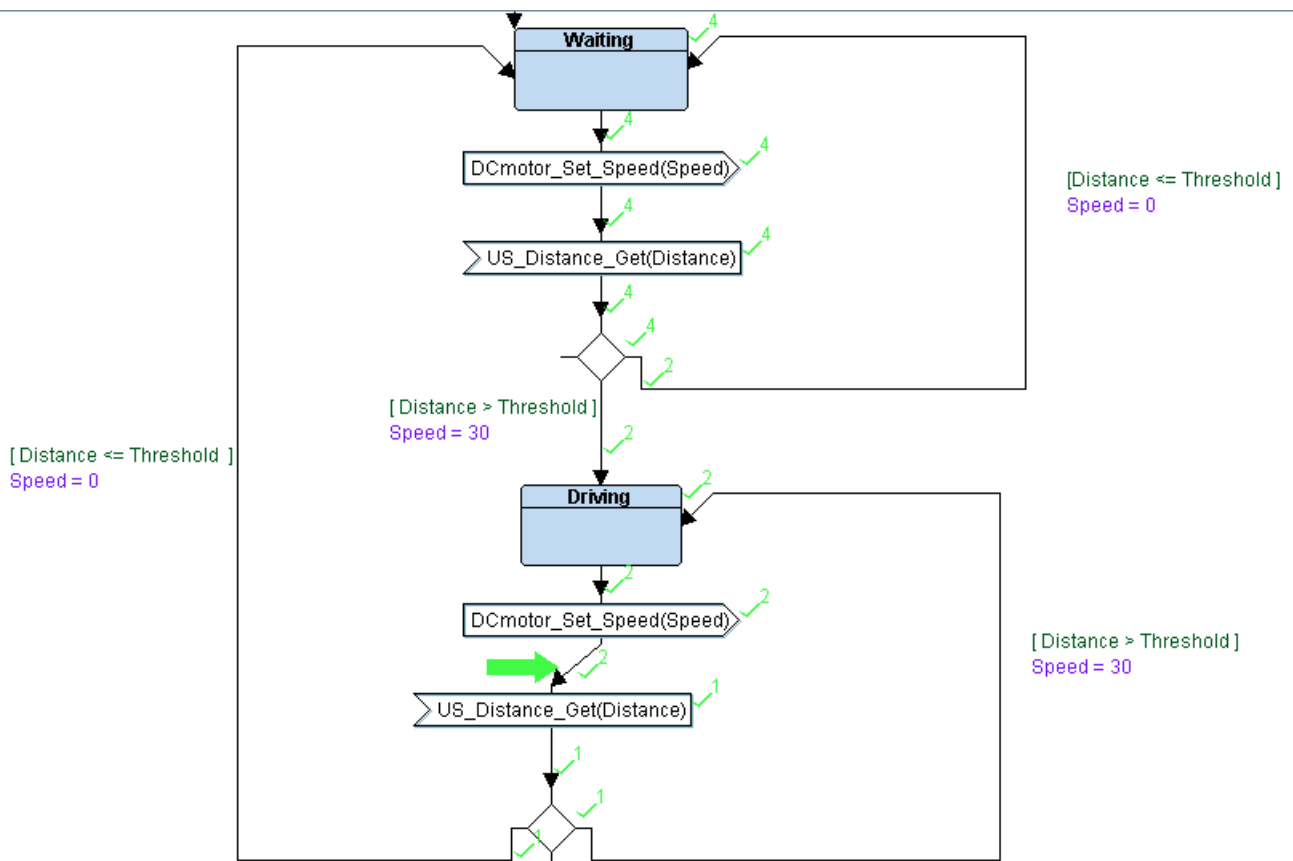 4
Waiting
4
DCmotor_Set_Speed(Speed)
4
[Distance <= Threshold ]
Speed = 0
4
US_Distance_Get(Distance)
4
4
4
2
[ Distance > Threshold ]
Speed = 30
2
[ Distance <= Threshold ]
Speed = 0
Driving
2
2
DCmotor_Set_Speed(Speed)
2
[ Distance > Threshold ]
Speed = 30
2
US_Distance_Get(Distance)
1
1
1
1